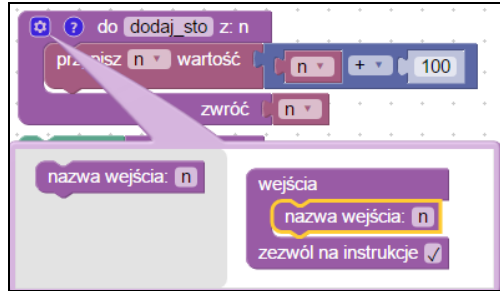 ? do dodaj_sto z: n
przypisz n wartość n + 100
zwróć n
nazwa wejścia: n
wejścia
nazwa wejścia: n
zezwól na instrukcje